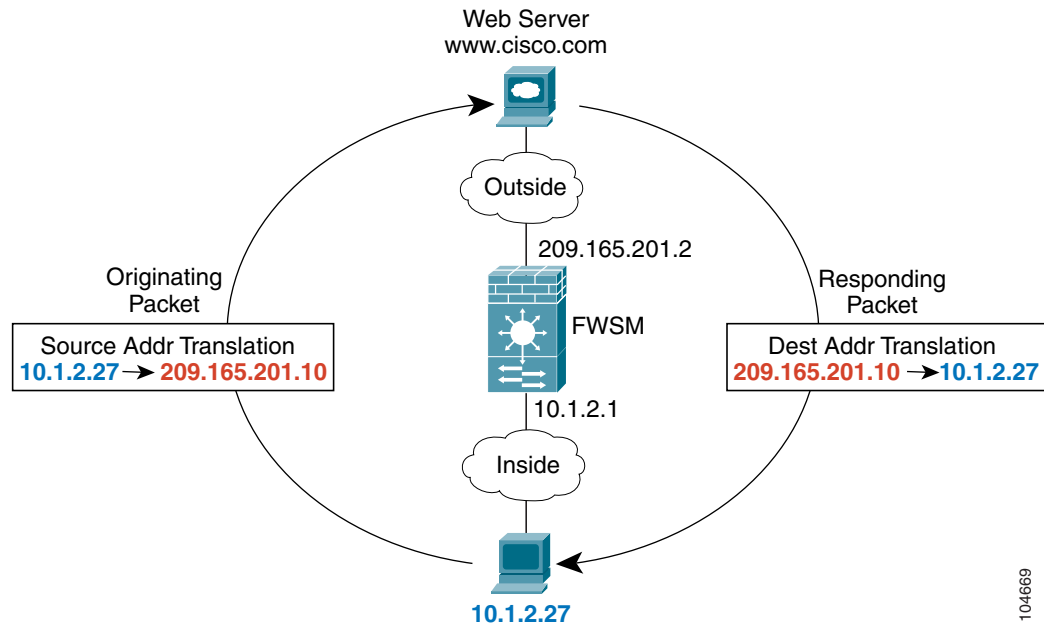 Web Server
www.cisco.com
Outside
209.165.201.2
Originating
Packet
Responding
Packet
Source Addr Translation
10.1.2.27 → 209.165.201.10
FWSM
Dest Addr Translation
209.165.201.10 → 10.1.2.27
10.1.2.1
Inside
10.1.2.27
104669